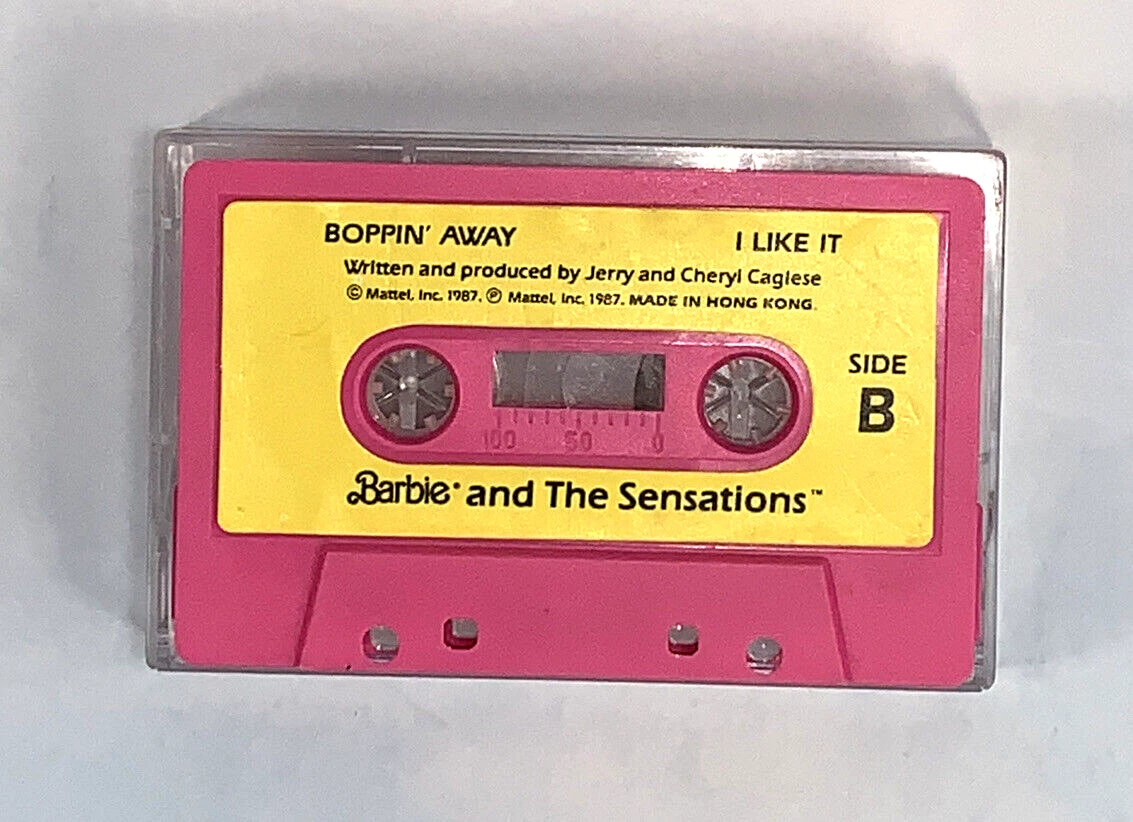 BOPPIN' AWAY I LIKE IT
Written and produced by Jerry and Cheryl Caglese
© Mattel, Inc. 1987. ℗ Mattel, Inc. 1987. MADE IN HONG KONG.
SIDE
B
100 50 0
Barbie® and The Sensations™